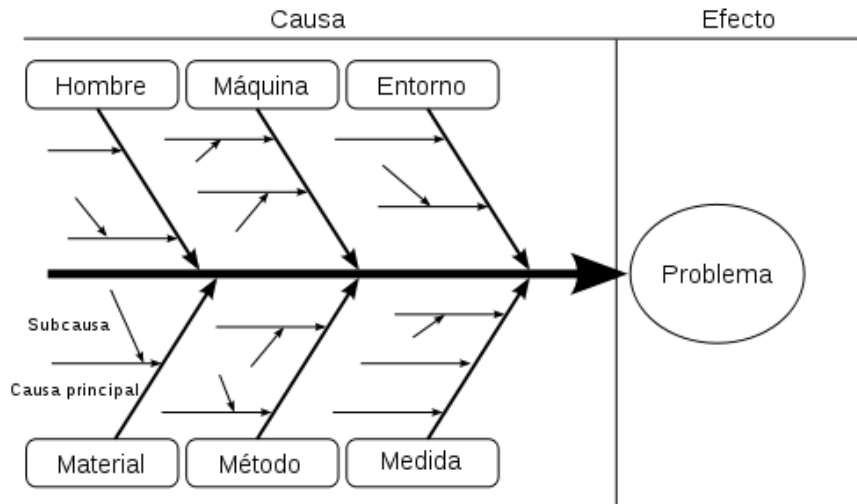 Causa
Efecto
Hombre
Máquina
Entorno
Problema
Subcausa
Causa principal
Material
Método
Medida